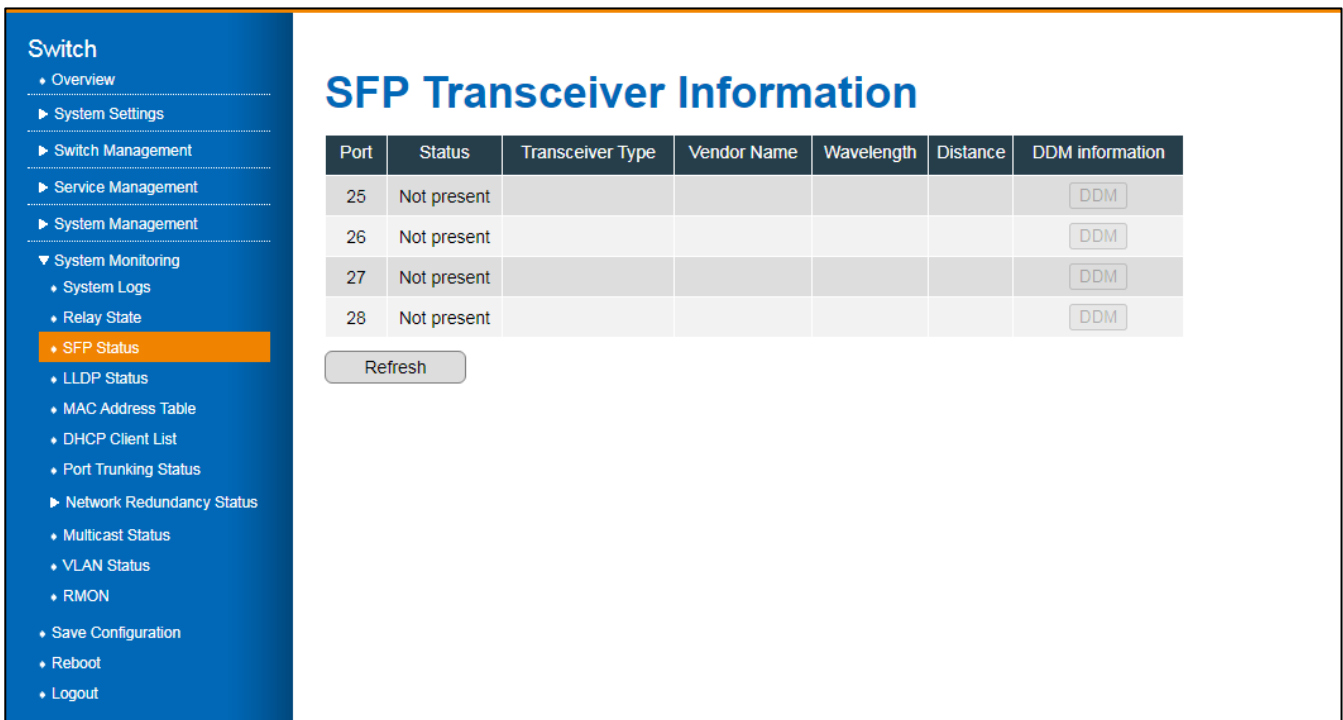 Switch
Overview
System Settings
Switch Management
Service Management
System Management
System Monitoring
System Logs
Relay State
SFP Status
LLDP Status
MAC Address Table
DHCP Client List
Port Trunking Status
Network Redundancy Status
Multicast Status
VLAN Status
RMON
Save Configuration
Reboot
Logout
SFP Transceiver Information
Port Status Transceiver Type Vendor Name Wavelength Distance DDM information
25 Not present DDM
26 Not present DDM
27 Not present DDM
28 Not present DDM
Refresh